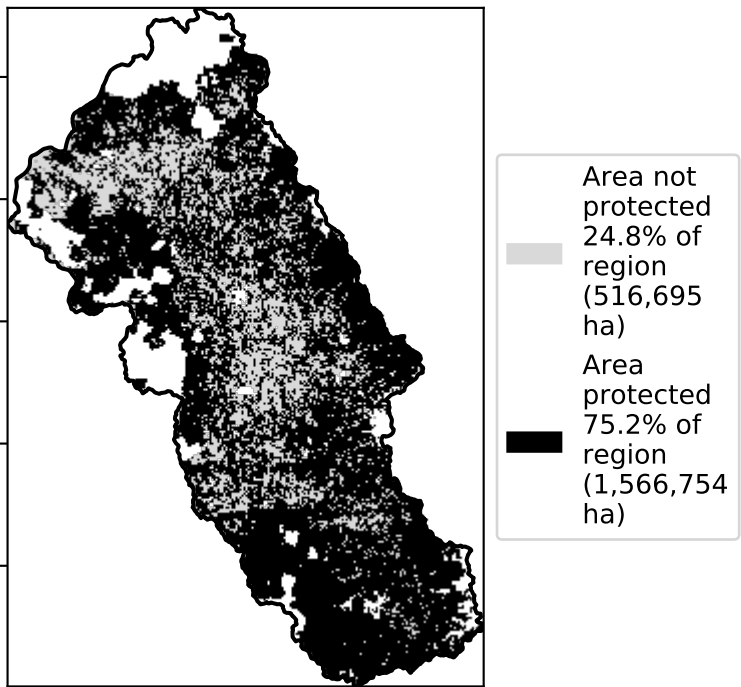 Area not
protected
24.8% of
region
(516,695
ha)
Area
protected
75.2% of
region
(1,566,754
ha)